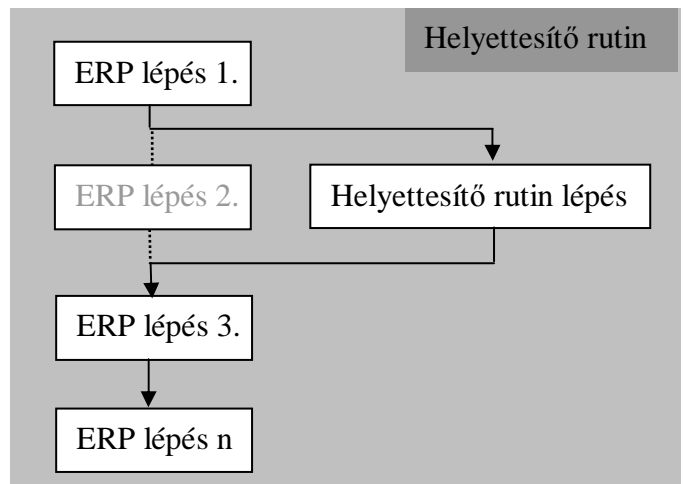 Helyettesítő rutin
ERP lépés 1.
ERP lépés 2.
Helyettesítő rutin lépés
ERP lépés 3.
ERP lépés n